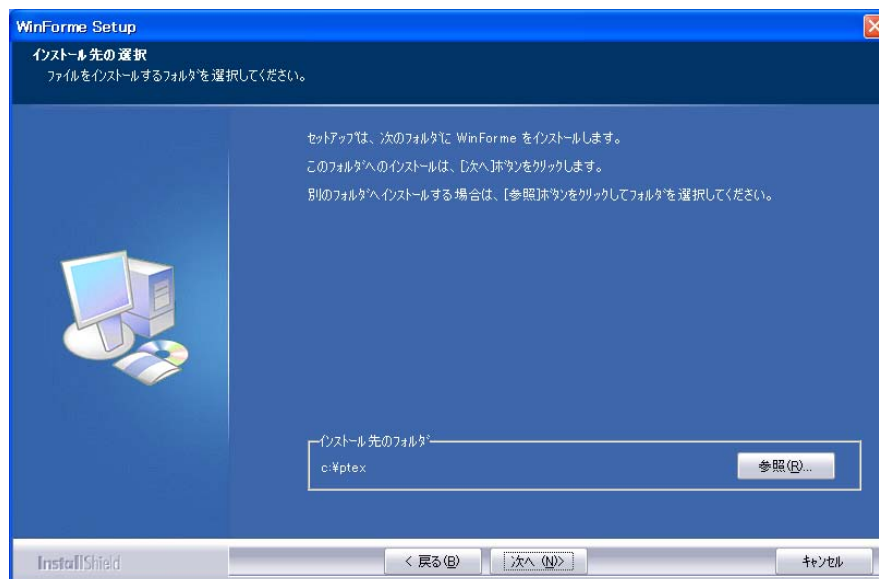 WinForme Setup
インストール先の選択
ファイルをインストールするフォルダを選択してください。
セットアップは、次のフォルダに WinForme をインストールします。
このフォルダへのインストールは、[次へ]ボタンをクリックします。
別のフォルダへインストールする場合は、[参照]ボタンをクリックしてフォルダを選択してください。
インストール先のフォルダ
c:¥ptex
参照(R)...
InstallShield
< 戻る(B)
次へ (N)>
キャンセル